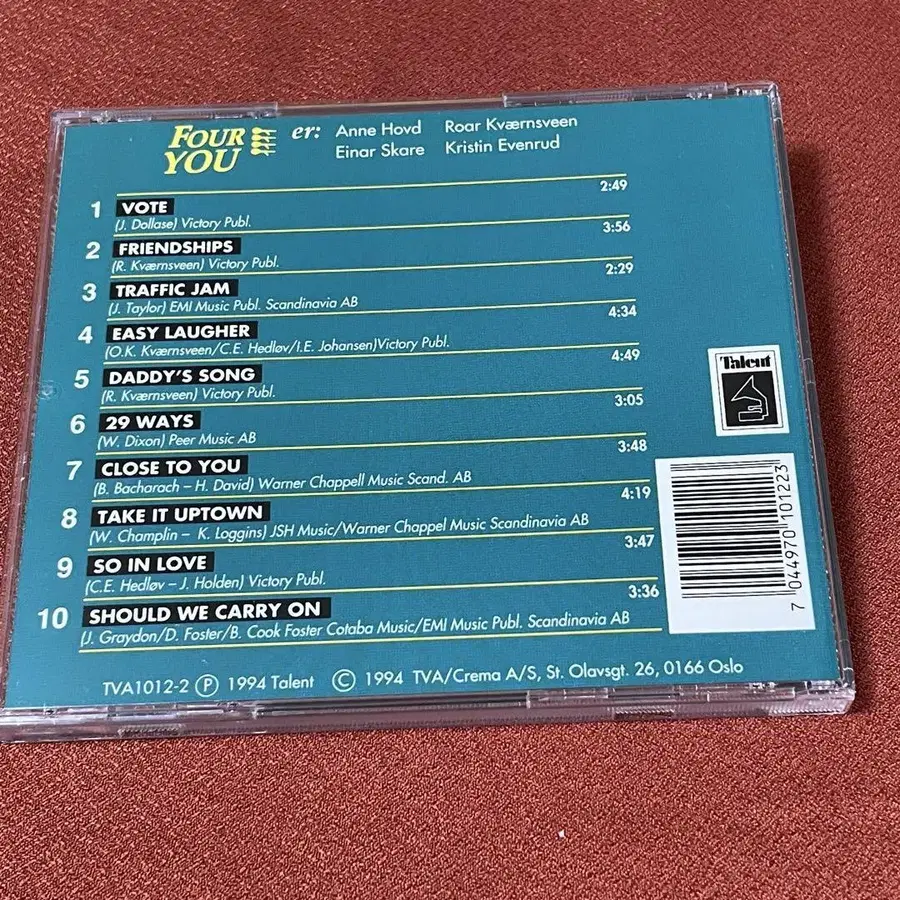 FOUR YOU er: Anne Hovd Roar Kværnsveen
Einar Skare Kristin Evenrud
1 VOTE 2:49
(J. Dollase) Victory Publ.
2 FRIENDSHIPS 3:56
(R. Kværnsveen) Victory Publ.
3 TRAFFIC JAM 2:29
(J. Taylor) EMI Music Publ. Scandinavia AB
4 EASY LAUGHER 4:34
(O.K. Kværnsveen/C.E. Hedløv/I.E. Johansen)Victory Publ.
5 DADDY'S SONG 4:49
(R. Kværnsveen) Victory Publ.
6 29 WAYS 3:05
(W. Dixon) Peer Music AB
7 CLOSE TO YOU 3:48
(B. Bacharach – H. David) Warner Chappell Music Scand. AB
8 TAKE IT UPTOWN 4:19
(W. Champlin – K. Loggins) JSH Music/Warner Chappel Music Scandinavia AB
9 SO IN LOVE 3:47
(C.E. Hedløv – J. Holden) Victory Publ.
10 SHOULD WE CARRY ON 3:36
(J. Graydon/D. Foster/B. Cook Foster Cotaba Music/EMI Music Publ. Scandinavia AB
Talent
7 044970 101223
TVA1012-2 Ⓟ 1994 Talent © 1994 TVA/Crema A/S, St. Olavsgt. 26, 0166 Oslo